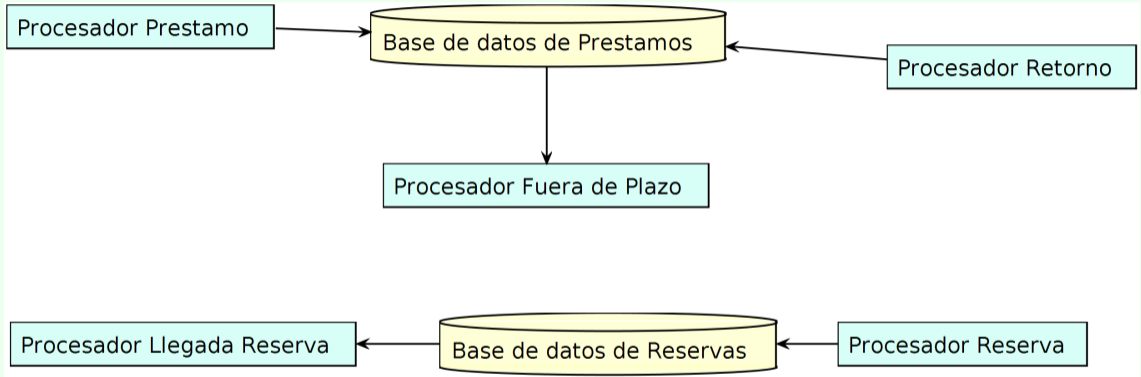 Procesador Prestamo
Base de datos de Prestamos
Procesador Retorno
Procesador Fuera de Plazo
Procesador Llegada Reserva
Base de datos de Reservas
Procesador Reserva